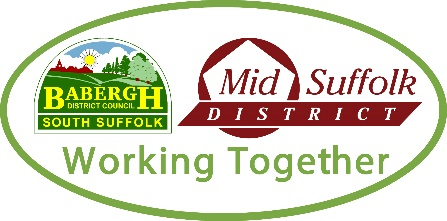 BABERGH
DISTRICT COUNCIL
SOUTH SUFFOLK
Mid Suffolk
DISTRICT
Working Together